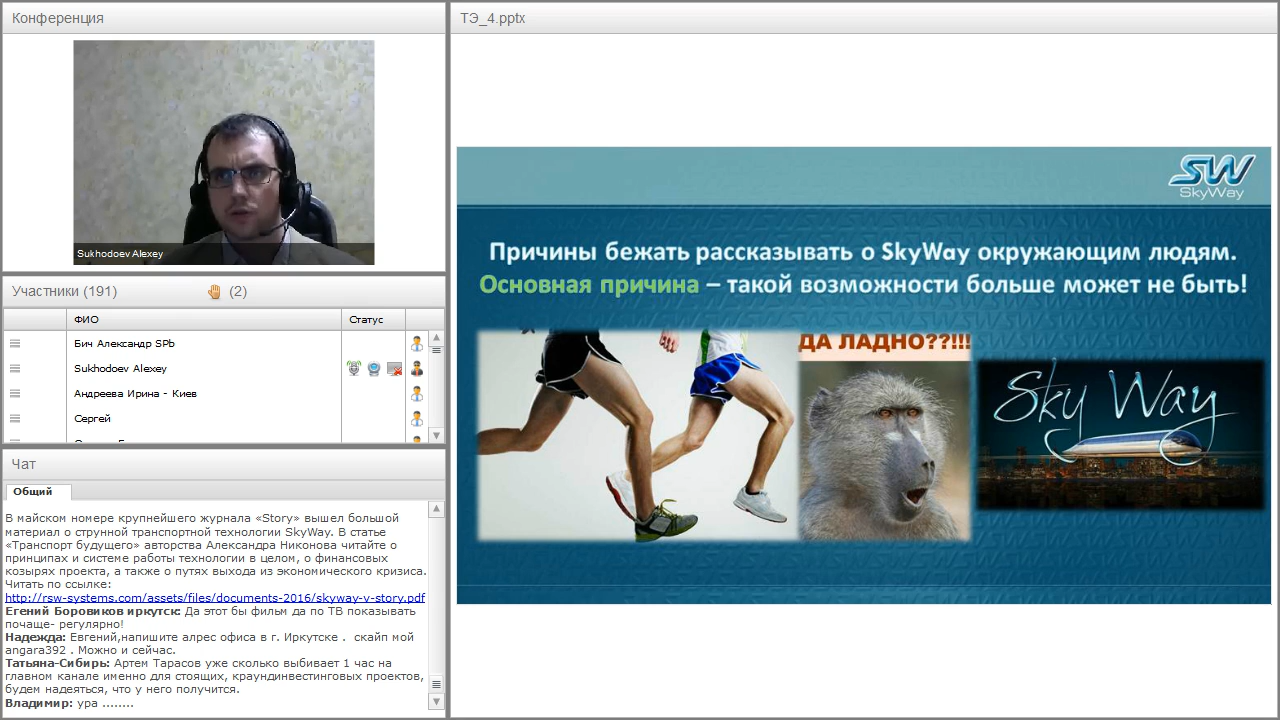 Конференция
Sukhodoev Alexey
Участники (191)
(2)
ФИО
Статус
Бич Александр SPb
Sukhodoev Alexey
Андреева Ирина - Киев
Сергей
Чат
Общий
В майском номере крупнейшего журнала «Story» вышел большой
материал о струнной транспортной технологии SkyWay. В статье
«Транспорт будущего» авторства Александра Никонова читайте о
принципах и системе работы технологии в целом, о финансовых
козырях проекта, а также о путях выхода из экономического кризиса.
Читать по ссылке:
http://rsw-systems.com/assets/files/documents-2016/skyway-v-story.pdf
Егений Боровиков иркутск: Да этот бы фильм да по ТВ показывать
почаще- регулярно!
Надежда: Евгений,напишите алрес офиса в г. Иркутске . скайп мой
angara392 . Можно и сейчас.
Татьяна-Сибирь: Артем Тарасов уже сколько выбивает 1 час на
главном канале именно для стоящих, краундинвестинговых проектов,
будем надеяться, что у него получится.
Владимир: ура ........
ТЭ_4.pptx
SW
SkyWay
Причины бежать рассказывать о SkyWay окружающим людям.
Основная причина – такой возможности больше может не быть!
ДА ЛАДНО??!!!
Sky Way